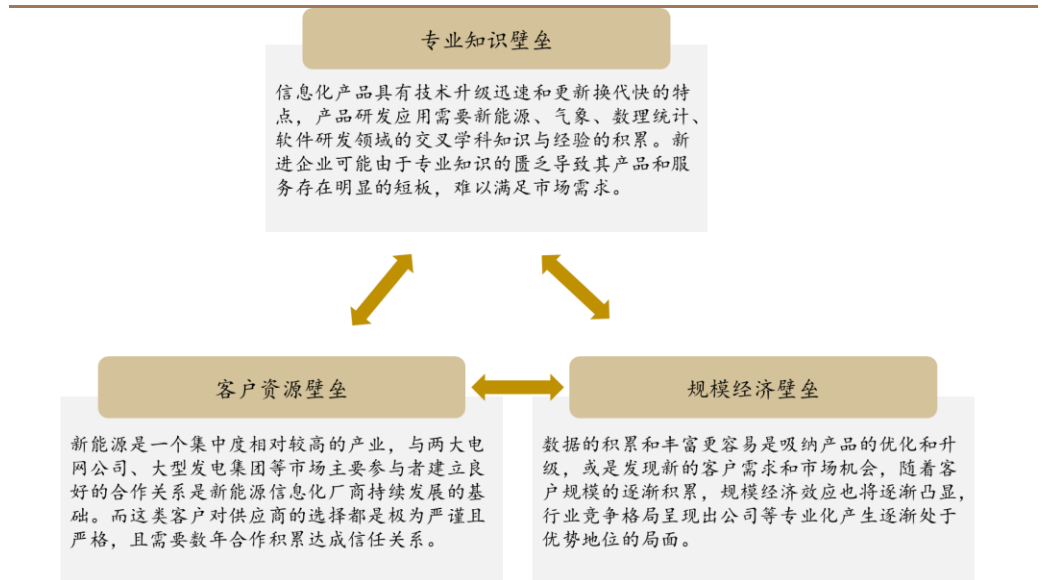 专业知识壁垒
信息化产品具有技术升级迅速和更新换代快的特
点，产品研发应用需要新能源、气象、数理统计、
软件研发领域的交叉学科知识与经验的积累。新
进企业可能由于专业知识的匮乏导致其产品和服
务存在明显的短板，难以满足市场需求。
客户资源壁垒
新能源是一个集中度相对较高的产业，与两大电
网公司、大型发电集团等市场主要参与者建立良
好的合作关系是新能源信息化厂商持续发展的基
础。而这类客户对供应商的选择都是极为严谨且
严格，且需要数年合作积累达成信任关系。
规模经济壁垒
数据的积累和丰富更容易是吸纳产品的优化和升
级，或是发现新的客户需求和市场机会，随着客
户规模的逐渐积累，规模经济效应也将逐渐凸显，
行业竞争格局呈现出公司等专业化产生逐渐处于
优势地位的局面。